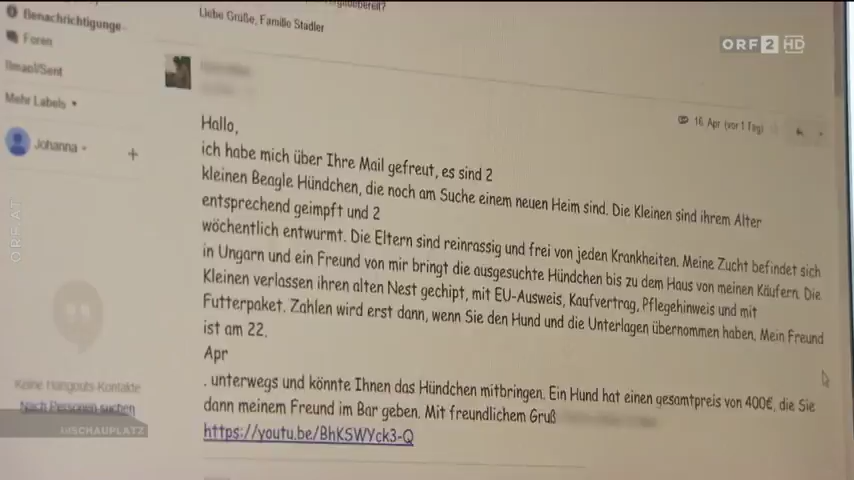 Liebe Grüße, Familie Stadler
Benachrichtigunge
Foren
ORF 2 HD
Mehr Labels
16. Apr (vor 1 Tag)
Johanna
+
Hallo,
ich habe mich über Ihre Mail gefreut, es sind 2
kleinen Beagle Hündchen, die noch am Suche einem neuen Heim sind. Die Kleinen sind ihrem Alter
entsprechend geimpft und 2
wöchentlich entwurmt. Die Eltern sind reinrassig und frei von jeden Krankheiten. Meine Zucht befindet sich
in Ungarn und ein Freund von mir bringt die ausgesuchte Hündchen bis zu dem Haus von meinen Käufern. Die
Kleinen verlassen ihren alten Nest gechipt, mit EU-Ausweis, Kaufvertrag, Pflegehinweis und mit
Futterpaket. Zahlen wird erst dann, wenn Sie den Hund und die Unterlagen übernommen haben. Mein Freund
ist am 22.
Apr
. unterwegs und könnte Ihnen das Hündchen mitbringen. Ein Hund hat einen gesamtpreis von 400€, die Sie
dann meinem Freund im Bar geben. Mit freundlichem Gruß
https://youtu.be/BhKSWYck3-Q
ORF.AT
Keine Hangouts-Kontakte
Nach Personen suchen
SCHAUPLATZ